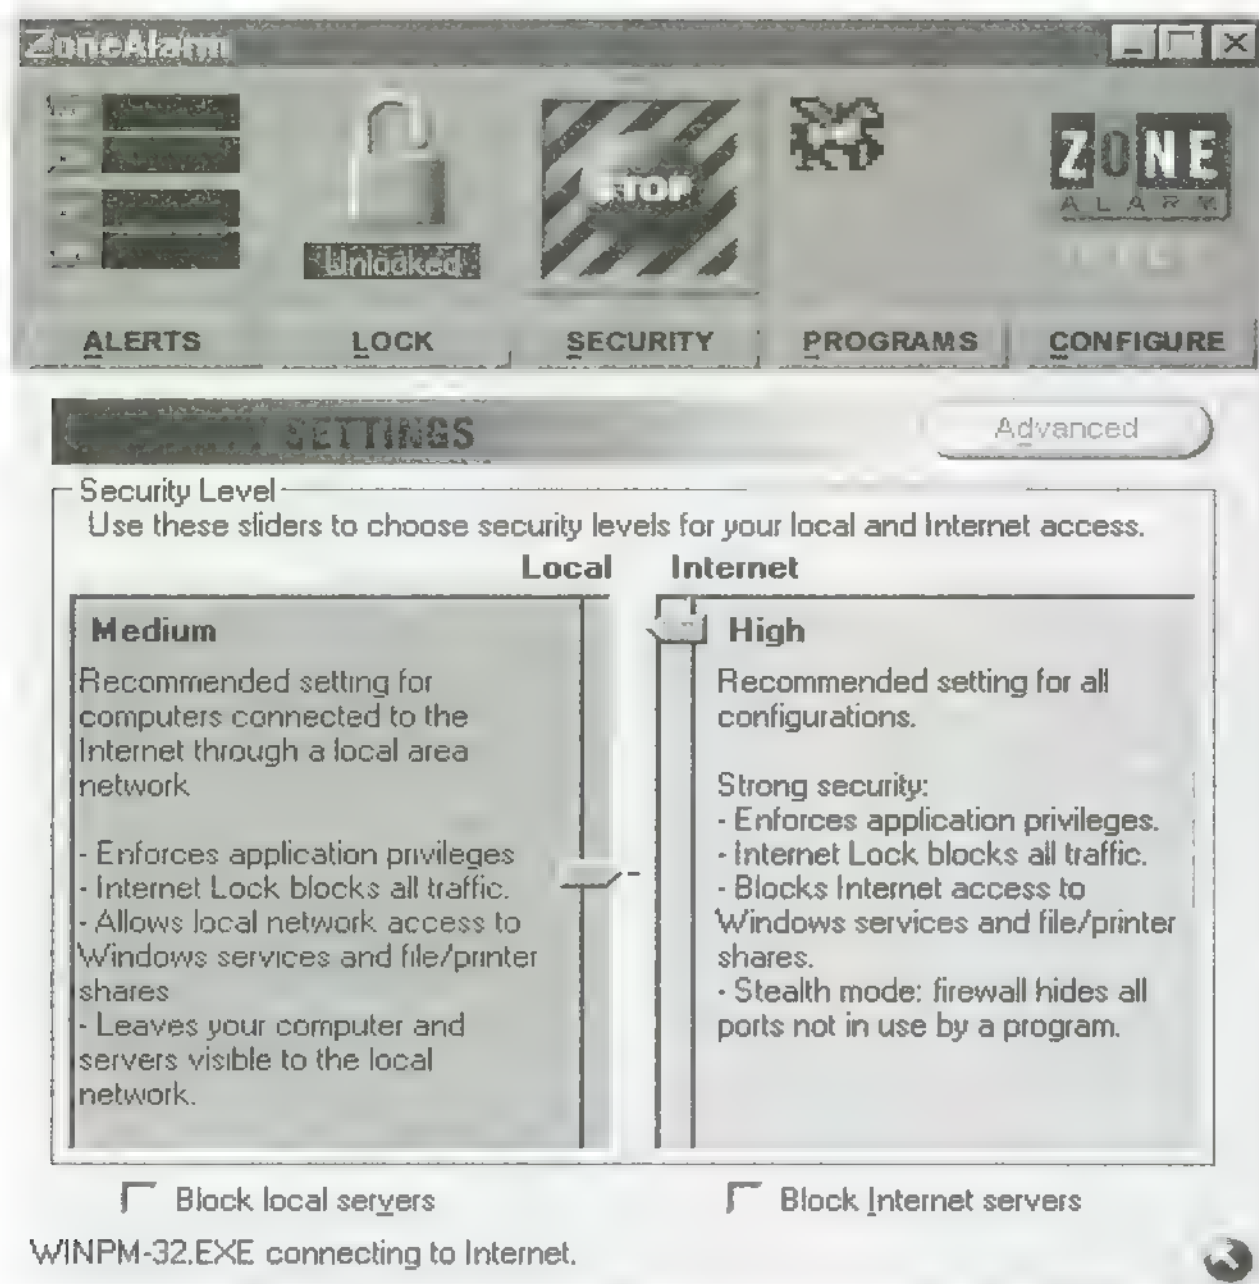 ZoneAlarm
STOP
ZONE
ALARM
Unlocked
ALERTS
LOCK
SECURITY
PROGRAMS
CONFIGURE
SETTINGS
Advanced
Security Level
Use these sliders to choose security levels for your local and Internet access.
Local
Internet
Medium
Recommended setting for
computers connected to the
Internet through a local area
network
- Enforces application privileges
- Internet Lock blocks all traffic.
- Allows local network access to
Windows services and file/printer
shares
- Leaves your computer and
servers visible to the local
network.
High
Recommended setting for all
configurations.
Strong security:
- Enforces application privileges.
- Internet Lock blocks all traffic.
- Blocks Internet access to
Windows services and file/printer
shares.
- Stealth mode: firewall hides all
ports not in use by a program.
Block local servers
Block Internet servers
WINPM-32.EXE connecting to Internet.